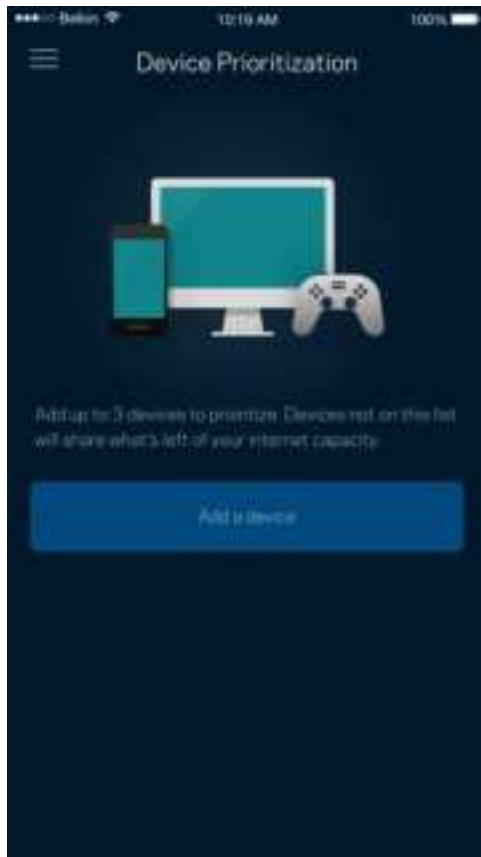 Belkin 10:19 AM 100%
Device Prioritization
Add up to 3 devices to prioritize. Devices not on this list
will share what's left of your internet capacity.
Add a device